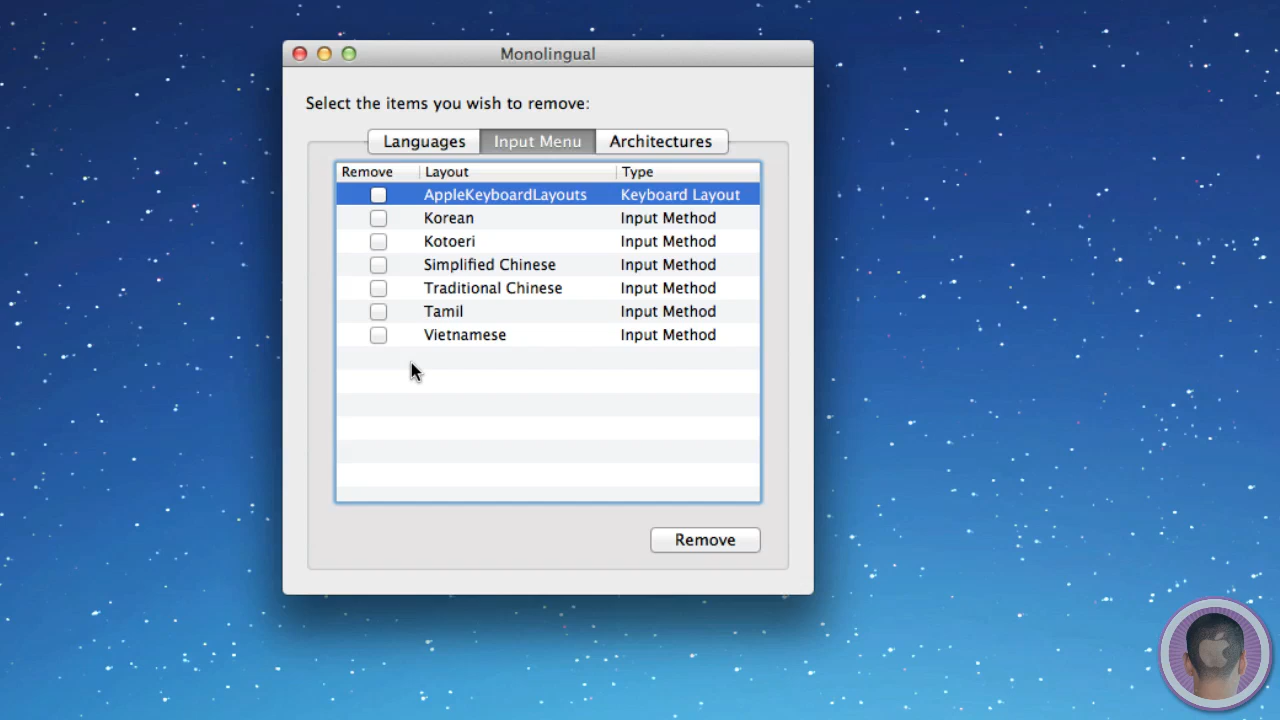 Monolingual
Select the items you wish to remove:
Languages Input Menu Architectures
Remove Layout Type
AppleKeyboardLayouts Keyboard Layout
Korean Input Method
Kotoeri Input Method
Simplified Chinese Input Method
Traditional Chinese Input Method
Tamil Input Method
Vietnamese Input Method
Remove